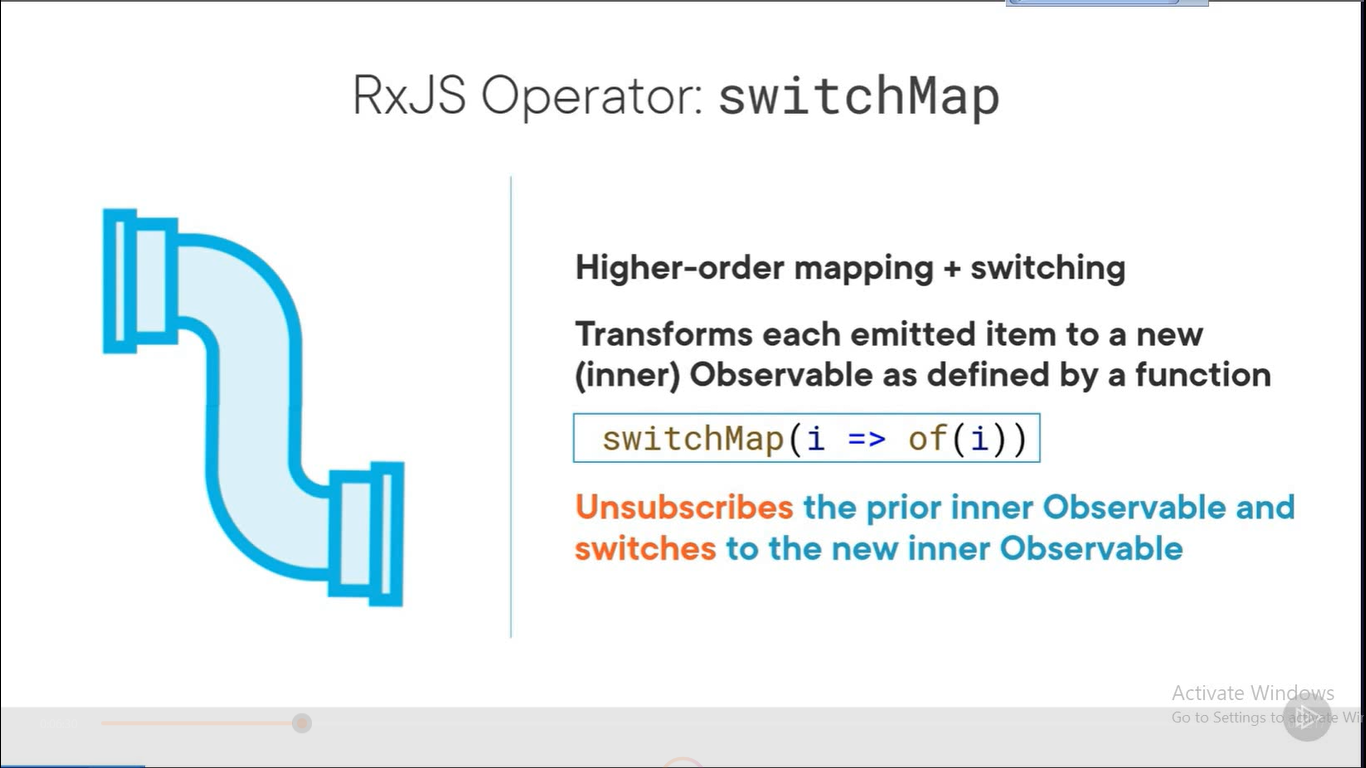 RxJS Operator: switchMap
Higher-order mapping + switching
Transforms each emitted item to a new
(inner) Observable as defined by a function
switchMap(i => of(i))
Unsubscribes the prior inner Observable and
switches to the new inner Observable
Activate Windows
Go to Settings to activate Wi